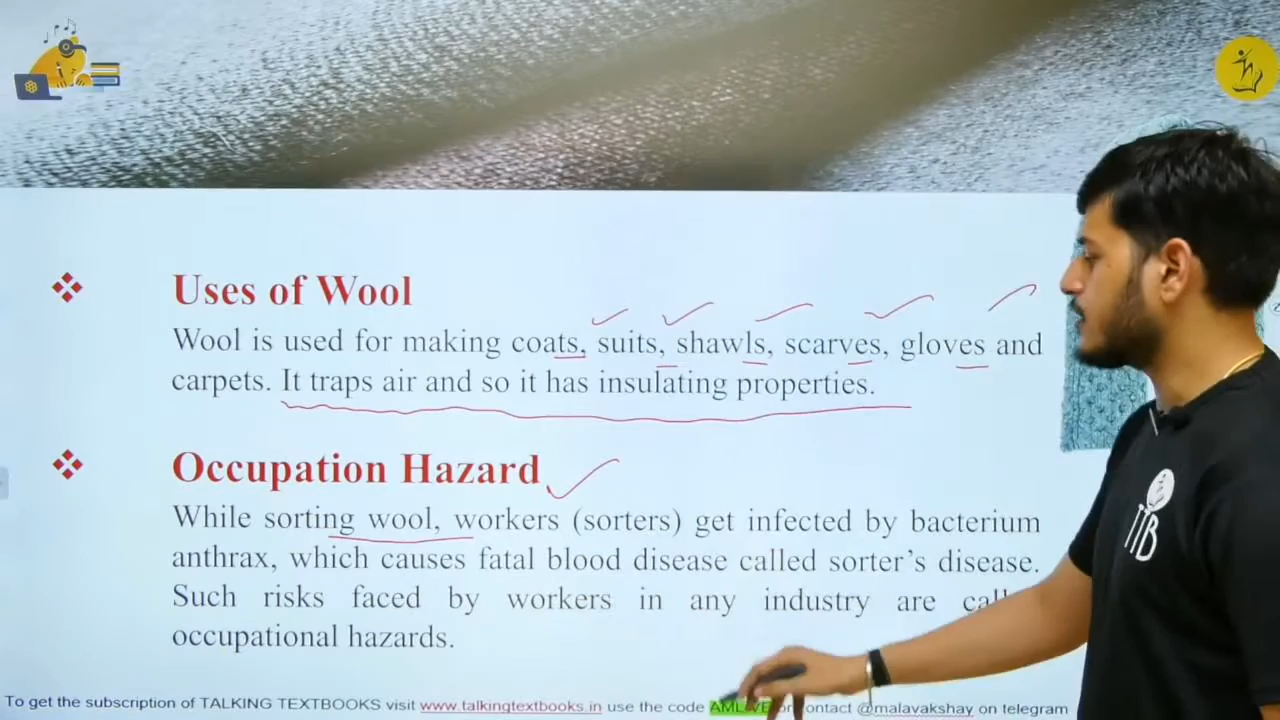 Uses of Wool
Wool is used for making coats, suits, shawls, scarves, gloves and
carpets. It traps air and so it has insulating properties.
Occupation Hazard
While sorting wool, workers (sorters) get infected by bacterium
anthrax, which causes fatal blood disease called sorter's disease.
Such risks faced by workers in any industry are
occupational hazards.
TTB
To get the subscription of TALKING TEXTBOOKS visit www.talkingtextbooks.in use the code contact @malavakshay on telegram